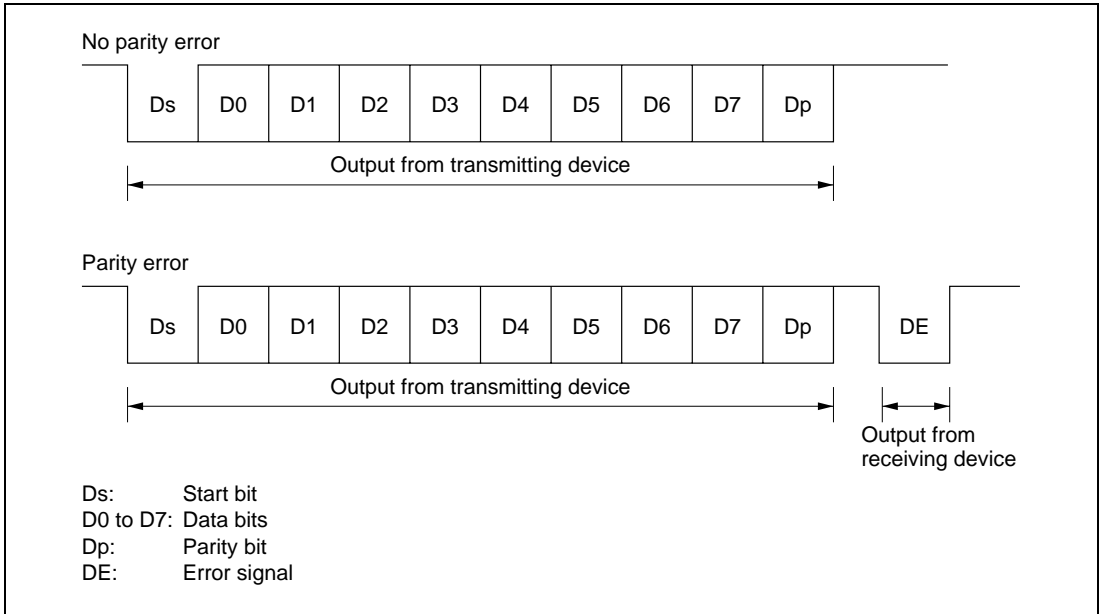 No parity error
Ds D0 D1 D2 D3 D4 D5 D6 D7 Dp
Output from transmitting device
Parity error
Ds D0 D1 D2 D3 D4 D5 D6 D7 Dp DE
Output from transmitting device
Output from
receiving device
Ds: Start bit
D0 to D7: Data bits
Dp: Parity bit
DE: Error signal